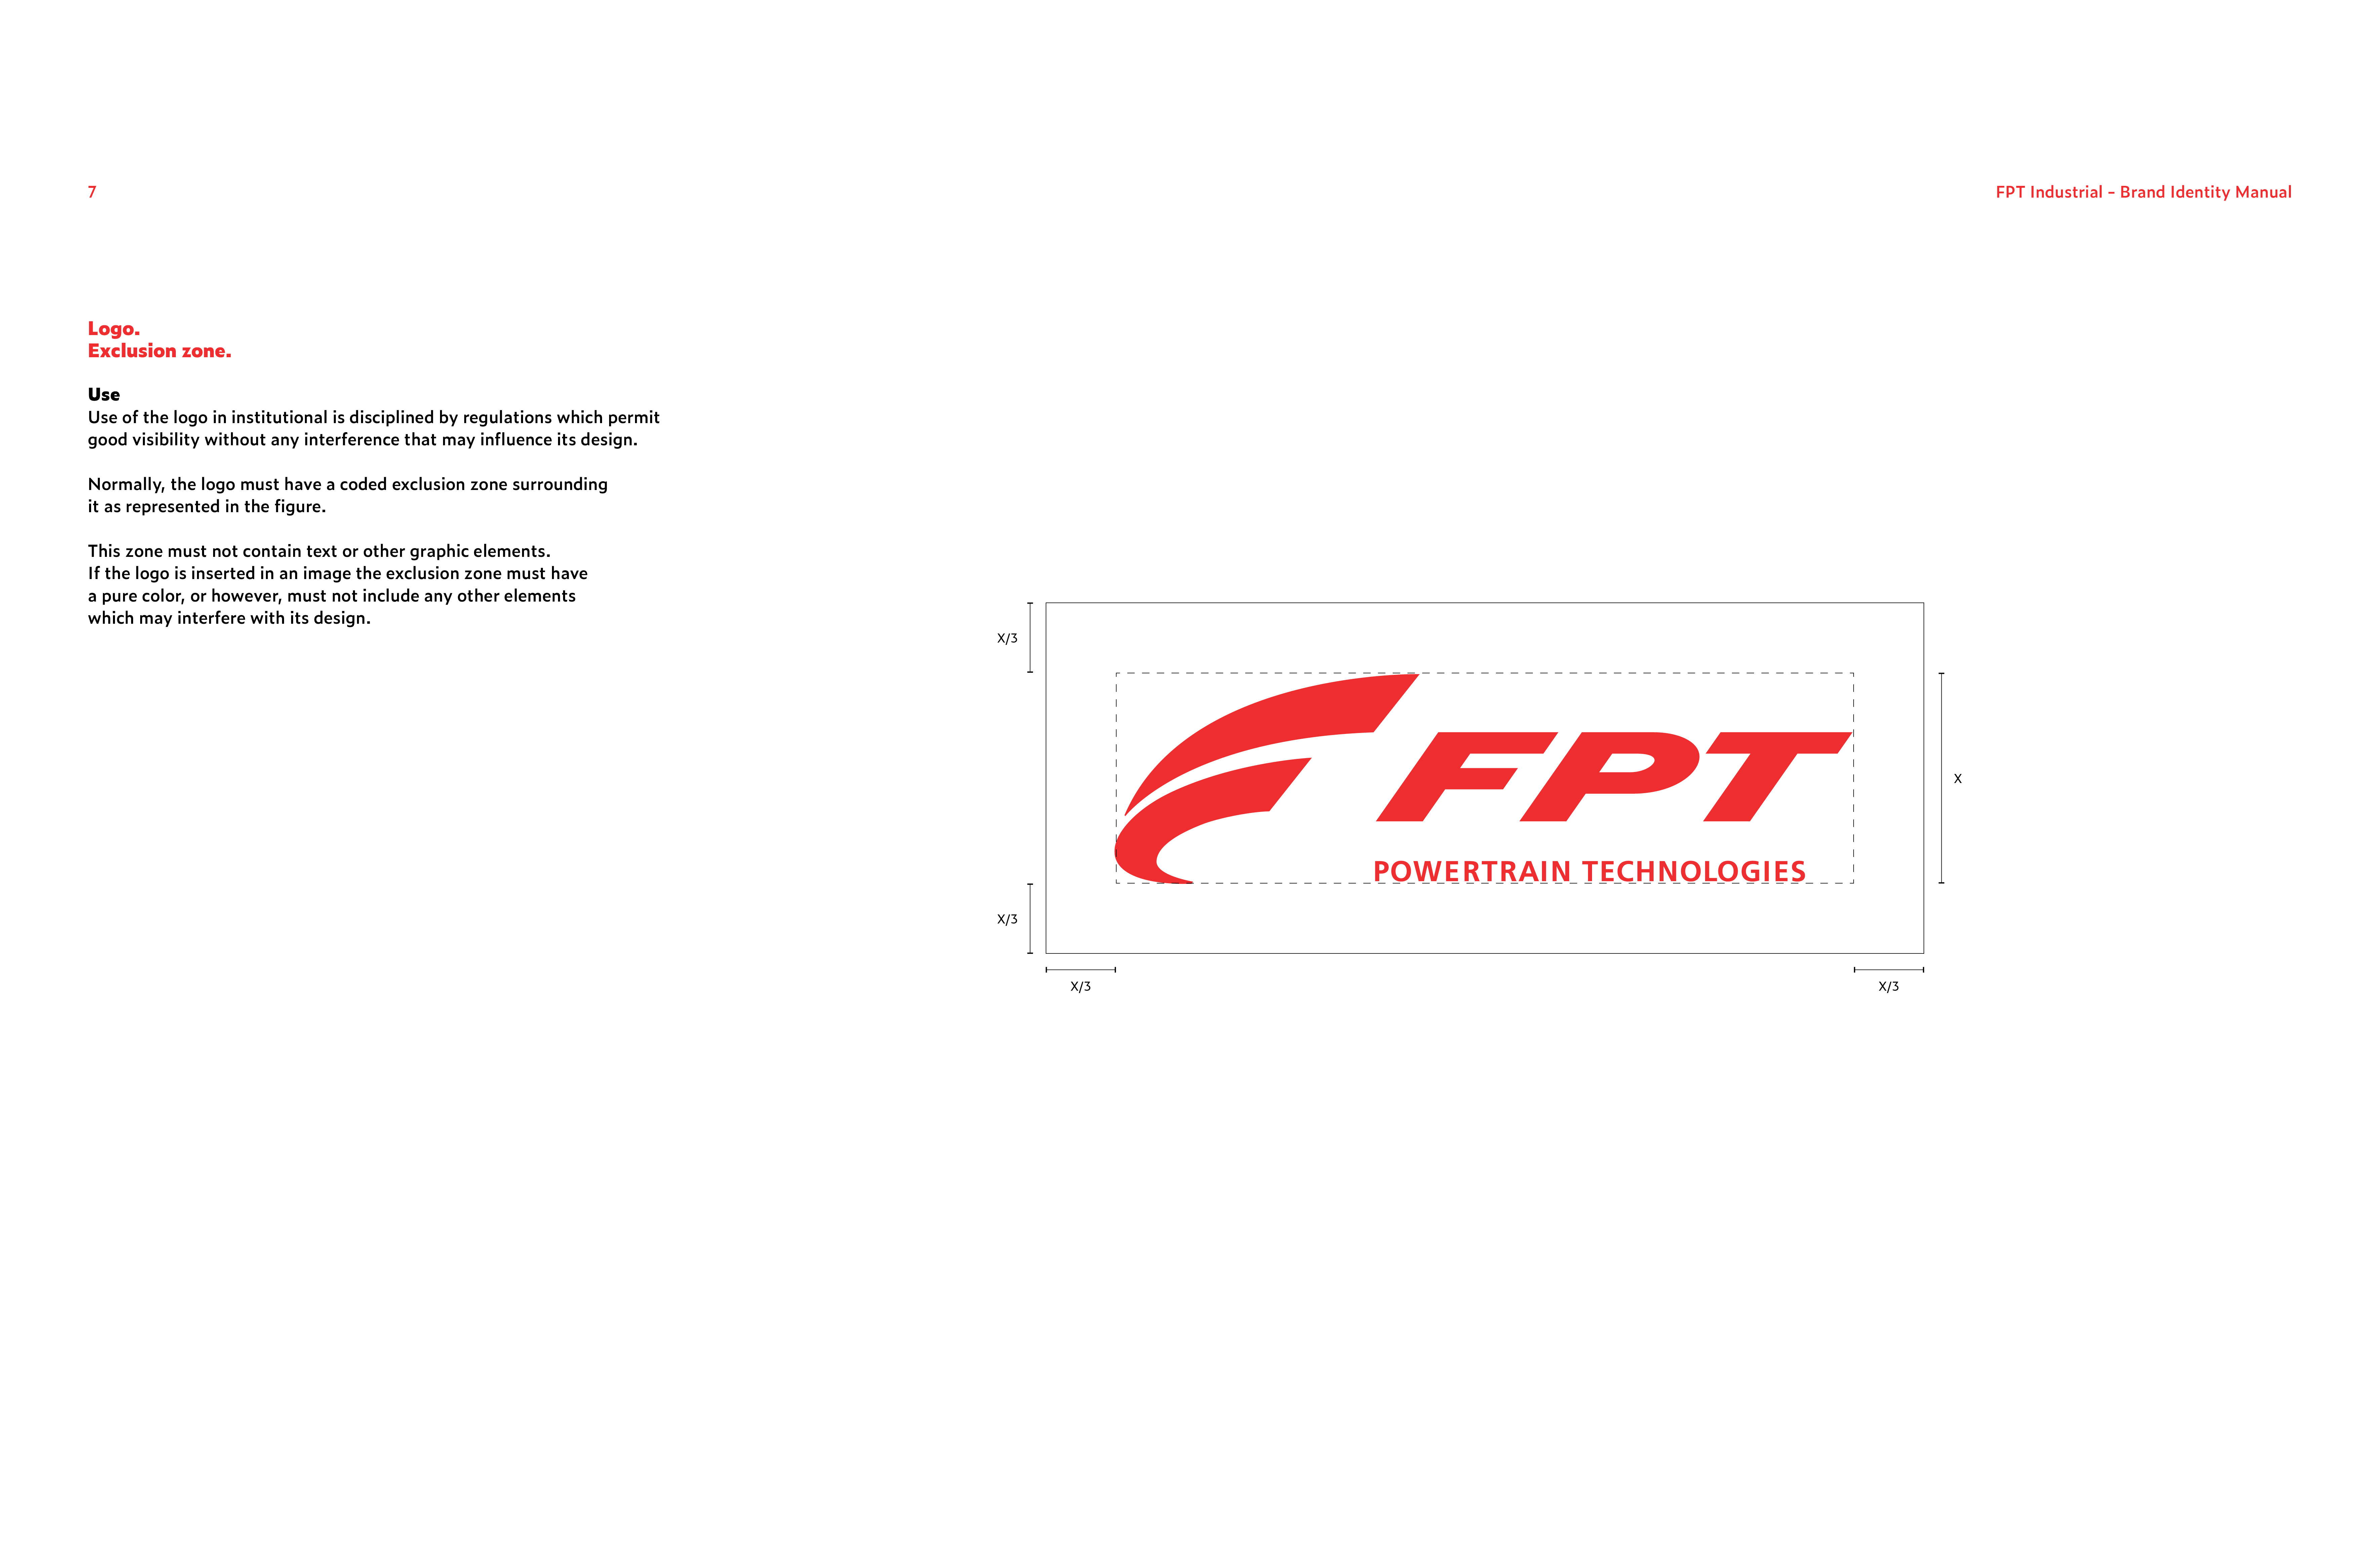 7
FPT Industrial - Brand Identity Manual
Logo.
Exclusion zone.
Use
Use of the logo in institutional is disciplined by regulations which permit
good visibility without any interference that may influence its design.
Normally, the logo must have a coded exclusion zone surrounding
it as represented in the figure.
This zone must not contain text or other graphic elements.
If the logo is inserted in an image the exclusion zone must have
a pure color, or however, must not include any other elements
which may interfere with its design.
X/3
FPT
X
POWERTRAIN TECHNOLOGIES
X/3
X/3
X/3